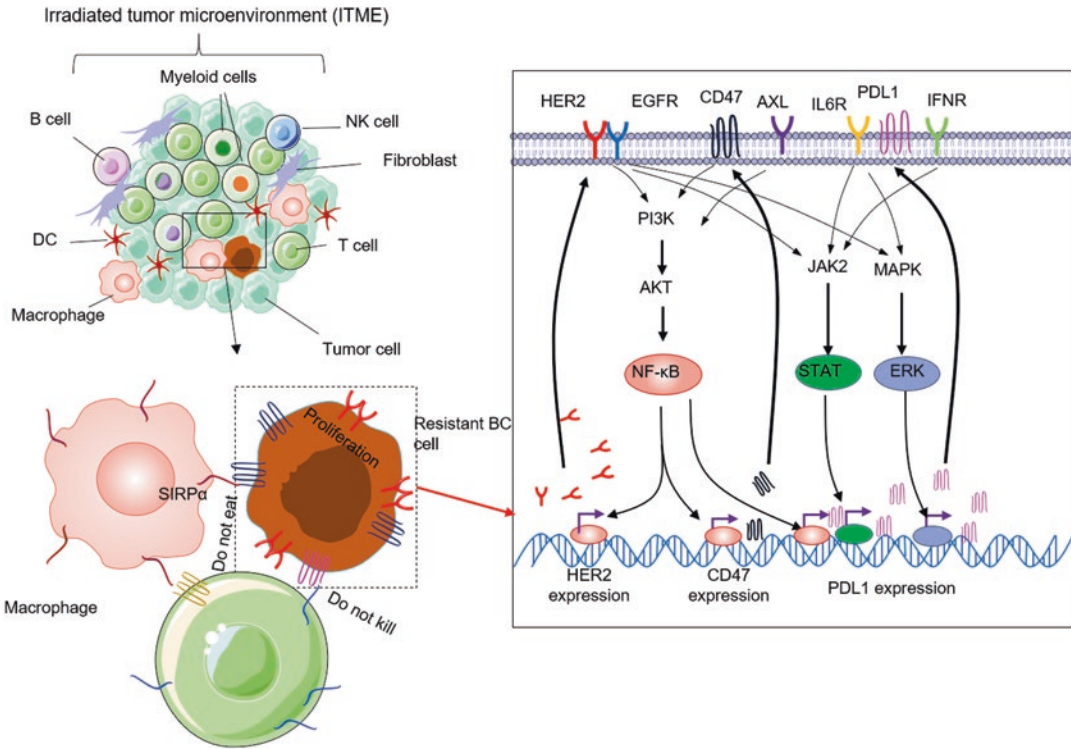 Irradiated tumor microenvironment (ITME)
Myeloid cells
B cell
NK cell
Fibroblast
DC
T cell
Macrophage
Tumor cell
Proliferation
Resistant BC
cell
SIRPα
Do not eat
Macrophage
Do not kill
HER2
EGFR
CD47
AXL
IL6R
PDL1
IFNR
PI3K
JAK2
MAPK
AKT
NF-κB
STAT
ERK
HER2
expression
CD47
expression
PDL1 expression